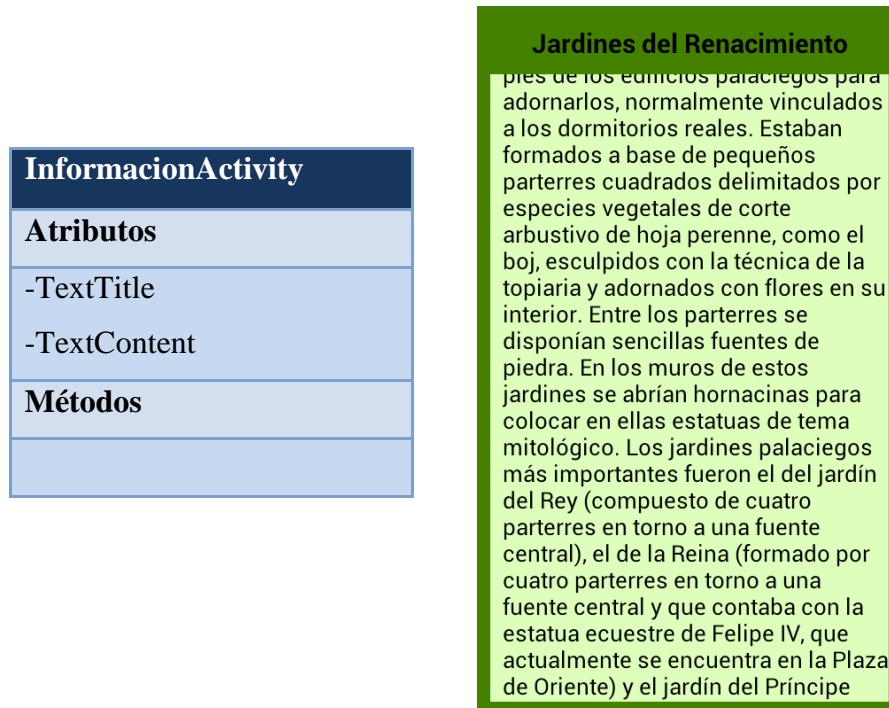 InformacionActivity
Atributos
-TextTitle
-TextContent
Métodos
Jardines del Renacimiento
pies de los edificios palaciegos para
adornarlos, normalmente vinculados
a los dormitorios reales. Estaban
formados a base de pequeños
parterres cuadrados delimitados por
especies vegetales de corte
arbustivo de hoja perenne, como el
boj, esculpidos con la técnica de la
topiaria y adornados con flores en su
interior. Entre los parterres se
disponían sencillas fuentes de
piedra. En los muros de estos
jardines se abrían hornacinas para
colocar en ellas estatuas de tema
mitológico. Los jardines palaciegos
más importantes fueron el del jardín
del Rey (compuesto de cuatro
parterres en torno a una fuente
central), el de la Reina (formado por
cuatro parterres en torno a una
fuente central y que contaba con la
estatua ecuestre de Felipe IV, que
actualmente se encuentra en la Plaza
de Oriente) y el jardín del Príncipe